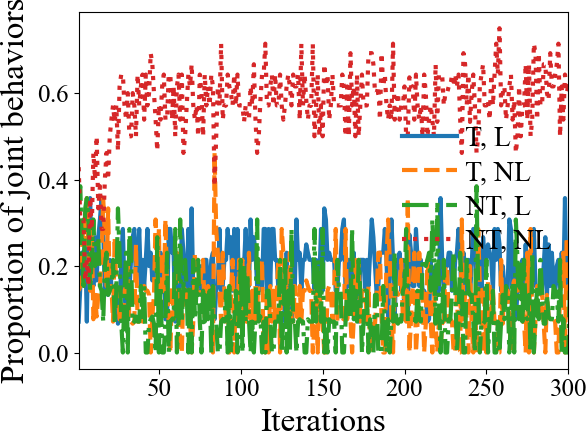 Proportion of joint behaviors
0.6
0.4
0.2
0.0
T, L
T, NL
NT, L
NT, NL
50
100
150
200
250
300
Iterations